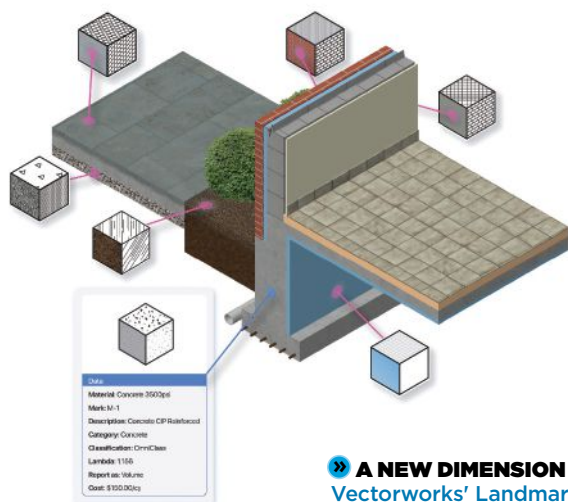 Data
Material: Concrete 3500psi
Mark: M-1
Description: Concrete CIP Reinforced
Category: Concrete
Classification: OmniClass
Lambda: 1.156
Report as: Volume
Cost: $150.00/cy
» A NEW DIMENSION
Vectorworks' Landmar